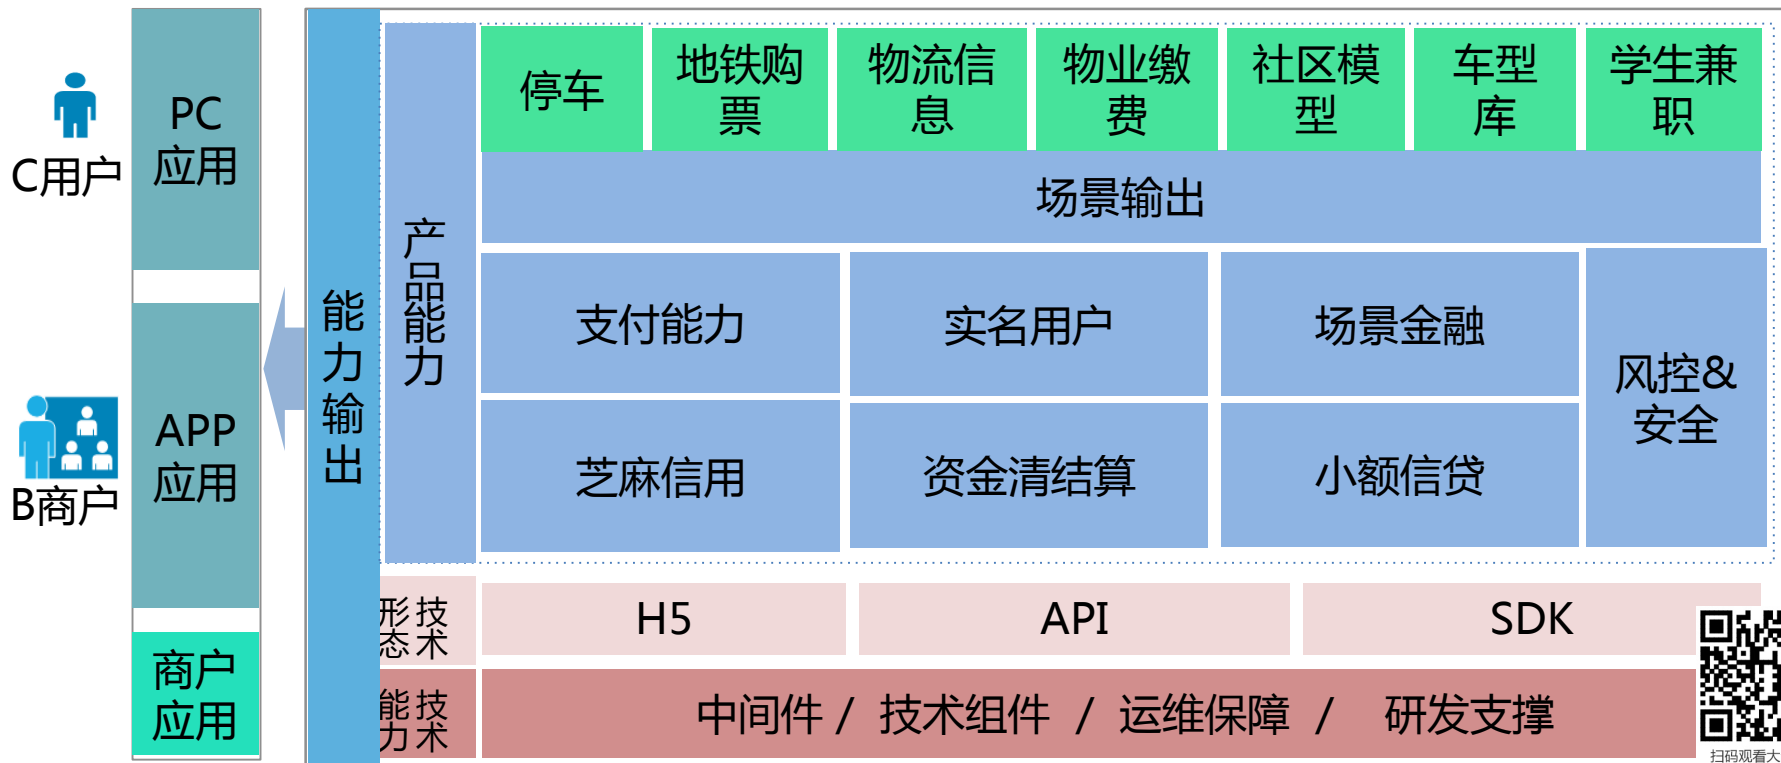 C用户
B商户
PC
应用
APP
应用
商户
应用
能
力
输
出
产
品
能
力
停车
地铁购
票
物流信
息
物业缴
费
社区模
型
车型
库
学生兼
职
场景输出
支付能力
实名用户
场景金融
风控&
安全
芝麻信用
资金清结算
小额信贷
技术
形态
H5
API
SDK
技术
能力
中间件 / 技术组件 / 运维保障 / 研发支撑
扫码观看大